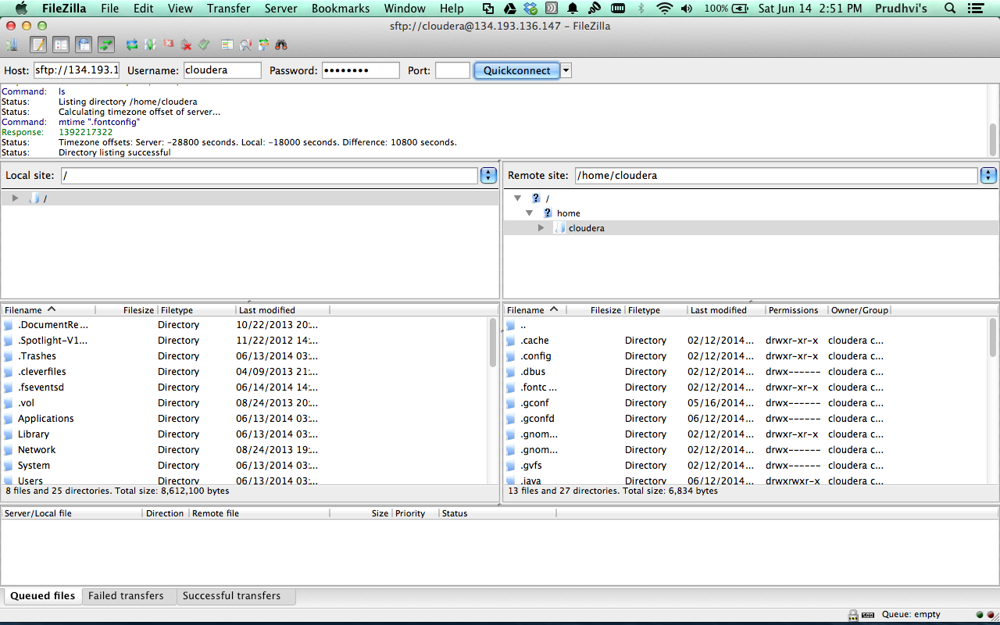 FileZilla File Edit View Transfer Server Bookmarks Window Help 100% Sat Jun 14 2:51 PM Prudhvi's
sftp://cloudera@134.193.136.147 – FileZilla
Host: sftp://134.193.1 Username: cloudera Password: •••••••• Port: Quickconnect
Command: ls
Status: Listing directory /home/cloudera
Status: Calculating timezone offset of server...
Command: mtime ".fontconfig"
Response: 1392217322
Status: Timezone offsets: Server: -28800 seconds. Local: -18000 seconds. Difference: 10800 seconds.
Status: Directory listing successful
Local site: /
/
Remote site: /home/cloudera
/
home
cloudera
Filename Filesize Filetype Last modified
.DocumentRe... Directory 10/22/2013 20:...
.Spotlight-V1... Directory 11/22/2012 14:...
.Trashes Directory 06/13/2014 03:...
.cleverfiles Directory 04/09/2013 21:...
.fseventsd Directory 06/14/2014 14:...
.vol Directory 08/24/2013 20:...
Applications Directory 06/13/2014 03:...
Library Directory 06/13/2014 03:...
Network Directory 08/24/2013 19:...
System Directory 06/13/2014 03:...
Users Directory 06/13/2014 03:...
8 files and 25 directories. Total size: 8,612,100 bytes
Filename Filesize Filetype Last modified Permissions Owner/Group
..
.cache Directory 02/12/2014... drwxr-xr-x cloudera c...
.config Directory 02/12/2014... drwxr-xr-x cloudera c...
.dbus Directory 02/12/2014... drwx------ cloudera c...
.fontc ... Directory 02/12/2014... drwxr-xr-x cloudera c...
.gconf Directory 05/16/2014... drwx------ cloudera c...
.gconfd Directory 06/12/2014... drwx------ cloudera c...
.gnom... Directory 02/12/2014... drwxr-xr-x cloudera c...
.gnom... Directory 02/12/2014... drwx------ cloudera c...
.gvfs Directory 02/12/2014... drwx------ cloudera c...
.java Directory 06/12/2014... drwxrwxr-x cloudera c...
13 files and 27 directories. Total size: 6,834 bytes
Server/Local file Direction Remote file Size Priority Status
Queued files Failed transfers Successful transfers
Queue: empty